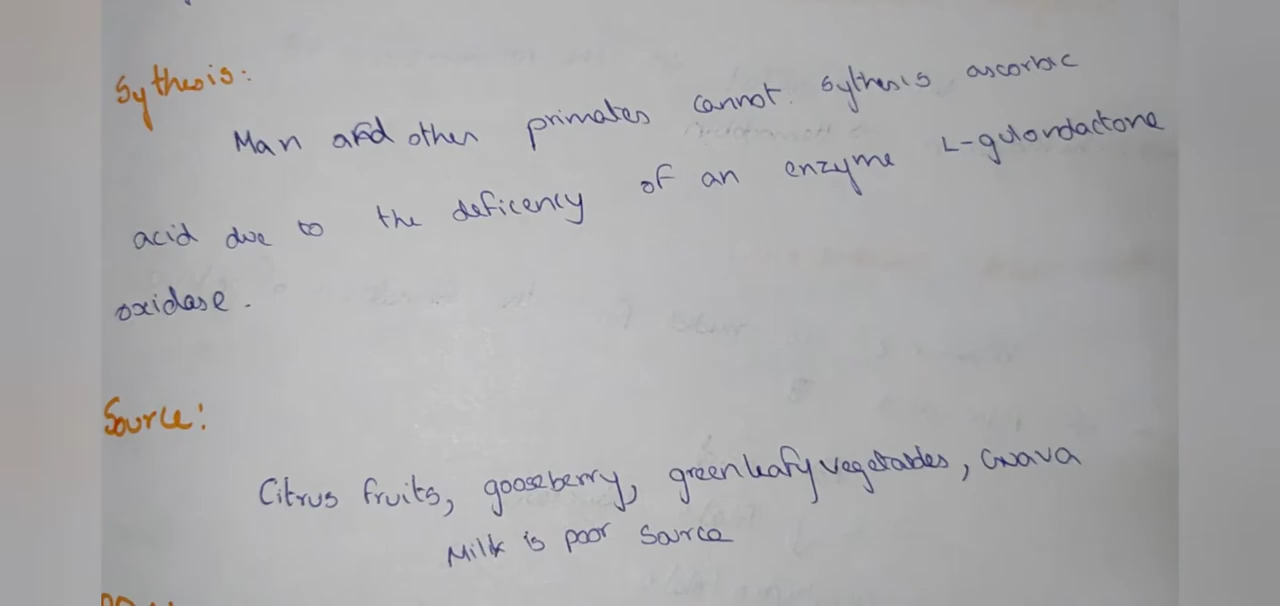 Sythesis:
Man and other primates cannot sythesis ascorbic
acid due to the deficency of an enzyme L-gulonolactone
oxidase.
Source:
Citrus fruits, gooseberry, green leafy vegetables, Guava
Milk is poor source